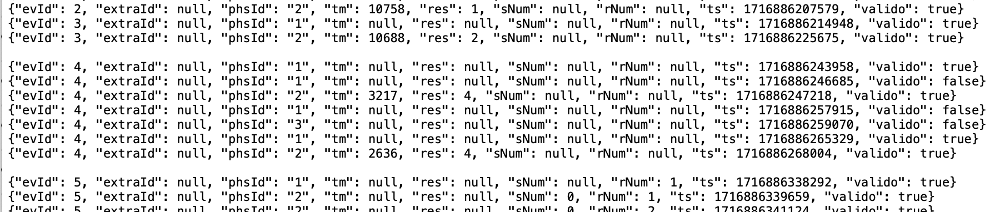 {"evId": 2, "extraId": null, "phsId": "2", "tm": 10758, "res": 1, "sNum": null, "rNum": null, "ts": 1716886207579, "valido": true}
{"evId": 3, "extraId": null, "phsId": "1", "tm": null, "res": null, "sNum": null, "rNum": null, "ts": 1716886214948, "valido": true}
{"evId": 3, "extraId": null, "phsId": "2", "tm": 10688, "res": 2, "sNum": null, "rNum": null, "ts": 1716886225675, "valido": true}
{"evId": 4, "extraId": null, "phsId": "1", "tm": null, "res": null, "sNum": null, "rNum": null, "ts": 1716886243958, "valido": true}
{"evId": 4, "extraId": null, "phsId": "1", "tm": null, "res": null, "sNum": null, "rNum": null, "ts": 1716886246685, "valido": false}
{"evId": 4, "extraId": null, "phsId": "2", "tm": 3217, "res": 4, "sNum": null, "rNum": null, "ts": 1716886247218, "valido": true}
{"evId": 4, "extraId": null, "phsId": "1", "tm": null, "res": null, "sNum": null, "rNum": null, "ts": 1716886257915, "valido": false}
{"evId": 4, "extraId": null, "phsId": "3", "tm": null, "res": null, "sNum": null, "rNum": null, "ts": 1716886259070, "valido": false}
{"evId": 4, "extraId": null, "phsId": "1", "tm": null, "res": null, "sNum": null, "rNum": null, "ts": 1716886265329, "valido": true}
{"evId": 4, "extraId": null, "phsId": "2", "tm": 2636, "res": 4, "sNum": null, "rNum": null, "ts": 1716886268004, "valido": true}
{"evId": 5, "extraId": null, "phsId": "1", "tm": null, "res": null, "sNum": null, "rNum": 1, "ts": 1716886338292, "valido": true}
{"evId": 5, "extraId": null, "phsId": "2", "tm": null, "res": null, "sNum": 0, "rNum": 1, "ts": 1716886339659, "valido": true}
{"evId": 5, "extraId": null, "phsId": "2", "tm": null, "res": null, "sNum": 0, "rNum": 2, "ts": 1716886341124, "valido": true}